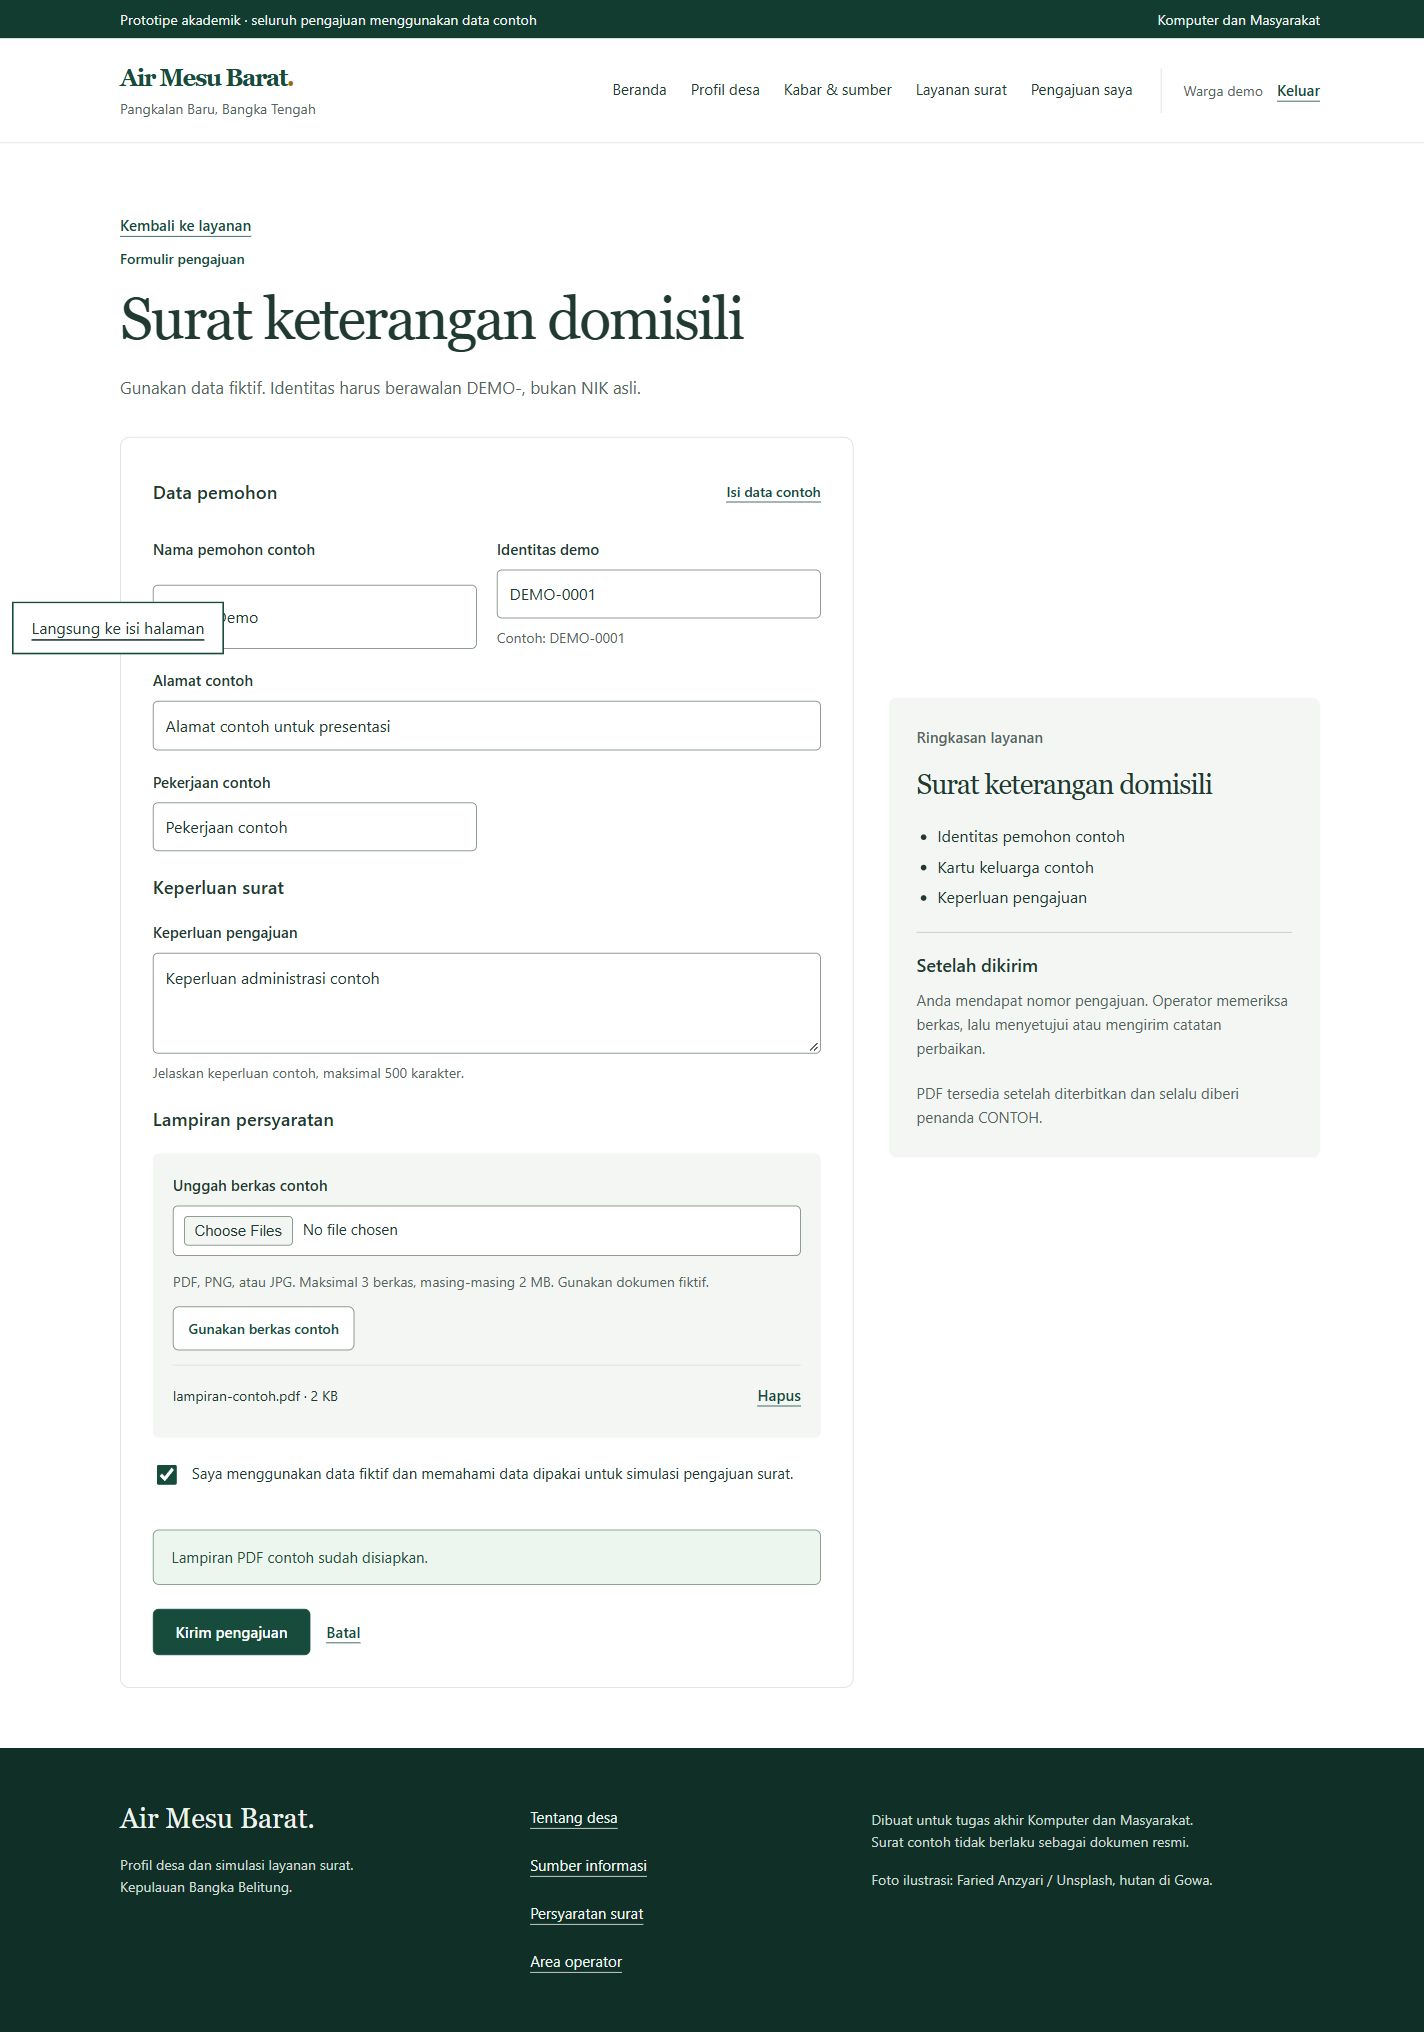 Prototipe akademik · seluruh pengajuan menggunakan data contoh
Komputer dan Masyarakat
Air Mesu Barat.
Pangkalan Baru, Bangka Tengah
Beranda
Profil desa
Kabar & sumber
Layanan surat
Pengajuan saya
Warga demo
Keluar
Kembali ke layanan
Formulir pengajuan
Surat keterangan domisili
Gunakan data fiktif. Identitas harus berawalan DEMO-, bukan NIK asli.
Data pemohon
Isi data contoh
Nama pemohon contoh
Identitas demo
DEMO-0001
Contoh: DEMO-0001
Langsung ke isi halaman
Alamat contoh
Alamat contoh untuk presentasi
Pekerjaan contoh
Pekerjaan contoh
Keperluan surat
Keperluan pengajuan
Keperluan administrasi contoh
Jelaskan keperluan contoh, maksimal 500 karakter.
Lampiran persyaratan
Unggah berkas contoh
Choose Files
No file chosen
PDF, PNG, atau JPG. Maksimal 3 berkas, masing-masing 2 MB. Gunakan dokumen fiktif.
Gunakan berkas contoh
lampiran-contoh.pdf · 2 KB
Hapus
Saya menggunakan data fiktif dan memahami data dipakai untuk simulasi pengajuan surat.
Lampiran PDF contoh sudah disiapkan.
Kirim pengajuan
Batal
Ringkasan layanan
Surat keterangan domisili
• Identitas pemohon contoh
• Kartu keluarga contoh
• Keperluan pengajuan
Setelah dikirim
Anda mendapat nomor pengajuan. Operator memeriksa
berkas, lalu menyetujui atau mengirim catatan
perbaikan.
PDF tersedia setelah diterbitkan dan selalu diberi
penanda CONTOH.
Air Mesu Barat.
Profil desa dan simulasi layanan surat.
Kepulauan Bangka Belitung.
Tentang desa
Sumber informasi
Persyaratan surat
Area operator
Dibuat untuk tugas akhir Komputer dan Masyarakat.
Surat contoh tidak berlaku sebagai dokumen resmi.
Foto ilustrasi: Faried Anzyari / Unsplash, hutan di Gowa.